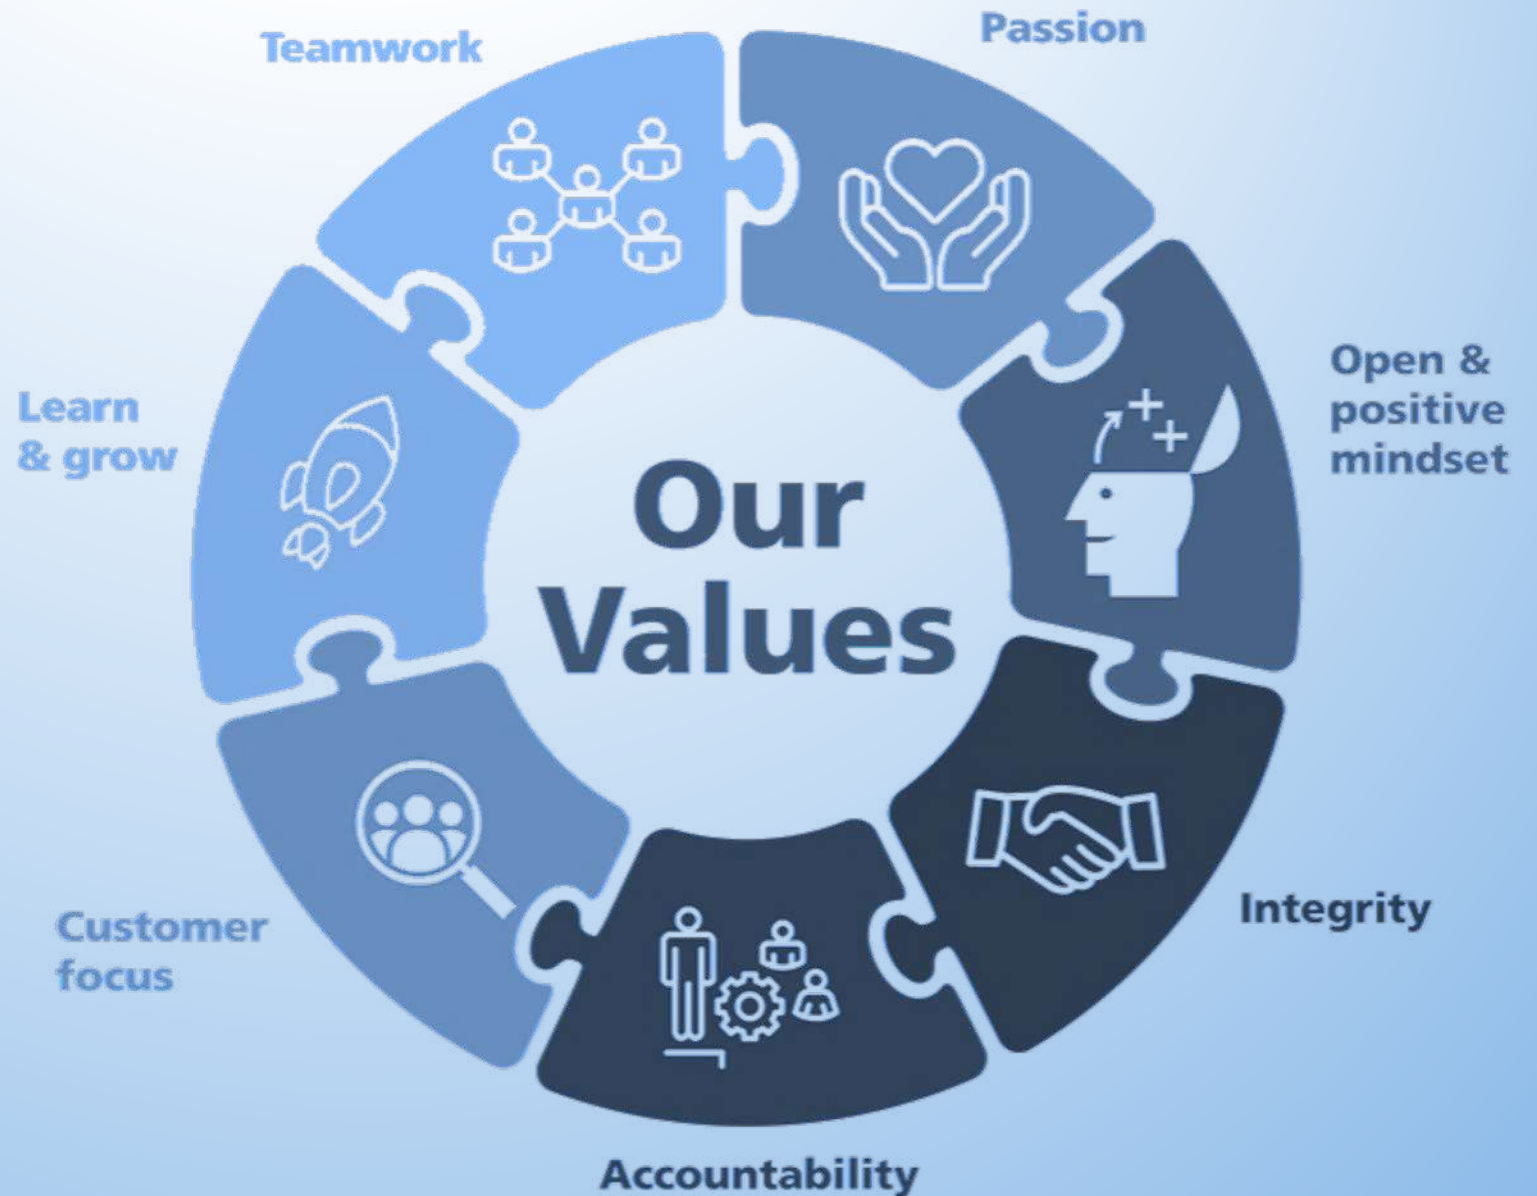 Teamwork
Passion
Open &
positive
mindset
Integrity
Accountability
Customer
focus
Learn
& grow
Our
Values